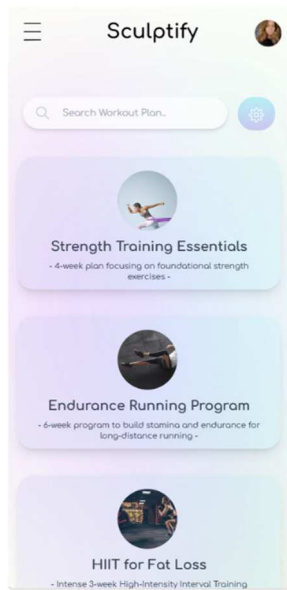 Sculptify
Search Workout Plan..
Strength Training Essentials
- 4-week plan focusing on foundational strength
exercises -
Endurance Running Program
- 6-week program to build stamina and endurance for
long-distance running -
HIIT for Fat Loss
- Intense 3-week High-Intensity Interval Training